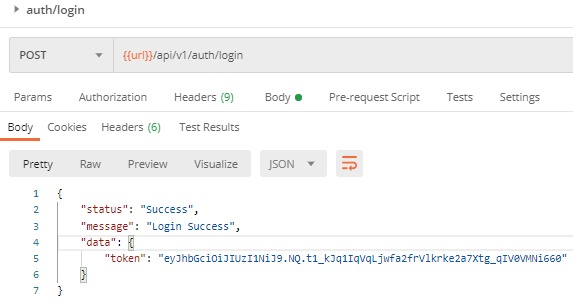 auth/login
POST {{url}}/api/v1/auth/login
Params Authorization Headers (9) Body Pre-request Script Tests Settings
Body Cookies Headers (6) Test Results
Pretty Raw Preview Visualize JSON
1 {
2 "status": "Success",
3 "message": "Login Success",
4 "data": {
5 "token": "eyJhbGciOiJIUzI1NiJ9.NQ.t1_kJq1IqVqLjwfa2frVlkrke2a7Xtg_qIV0VMNi660"
6 }
7 }